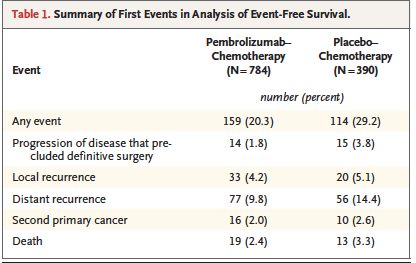 Table 1. Summary of First Events in Analysis of Event-Free Survival.
Event Pembrolizumab–Chemotherapy (N=784) Placebo–Chemotherapy (N=390)
number (percent)
Any event 159 (20.3) 114 (29.2)
Progression of disease that pre-
cluded definitive surgery 14 (1.8) 15 (3.8)
Local recurrence 33 (4.2) 20 (5.1)
Distant recurrence 77 (9.8) 56 (14.4)
Second primary cancer 16 (2.0) 10 (2.6)
Death 19 (2.4) 13 (3.3)